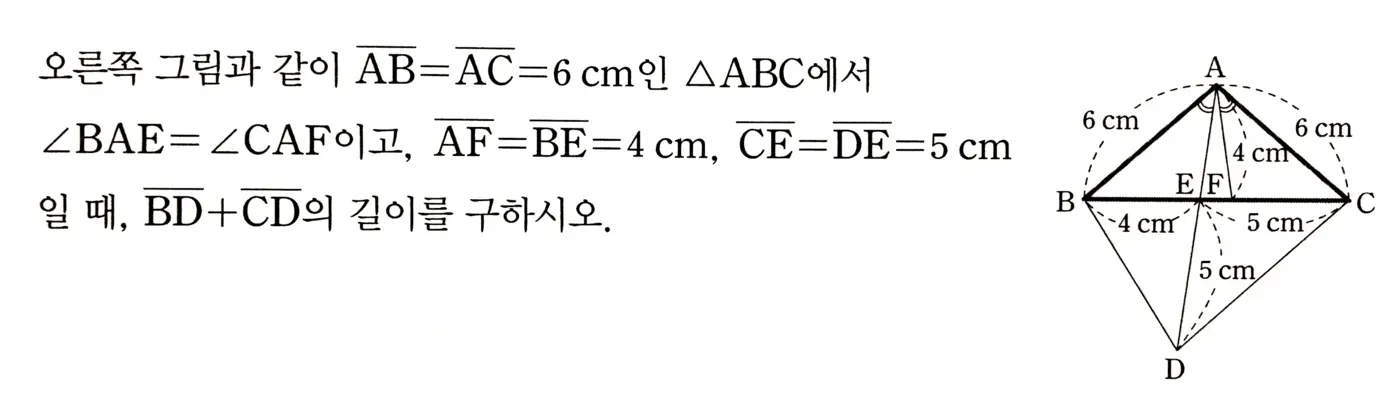 오른쪽 그림과 같이 AB=AC=6 cm인 △ABC에서
∠BAE=∠CAF이고, AF=BE=4 cm, CE=DE=5 cm
일 때, BD+CD의 길이를 구하시오.
A
6 cm
6 cm
4 cm
B
E
F
C
4 cm
5 cm
5 cm
D